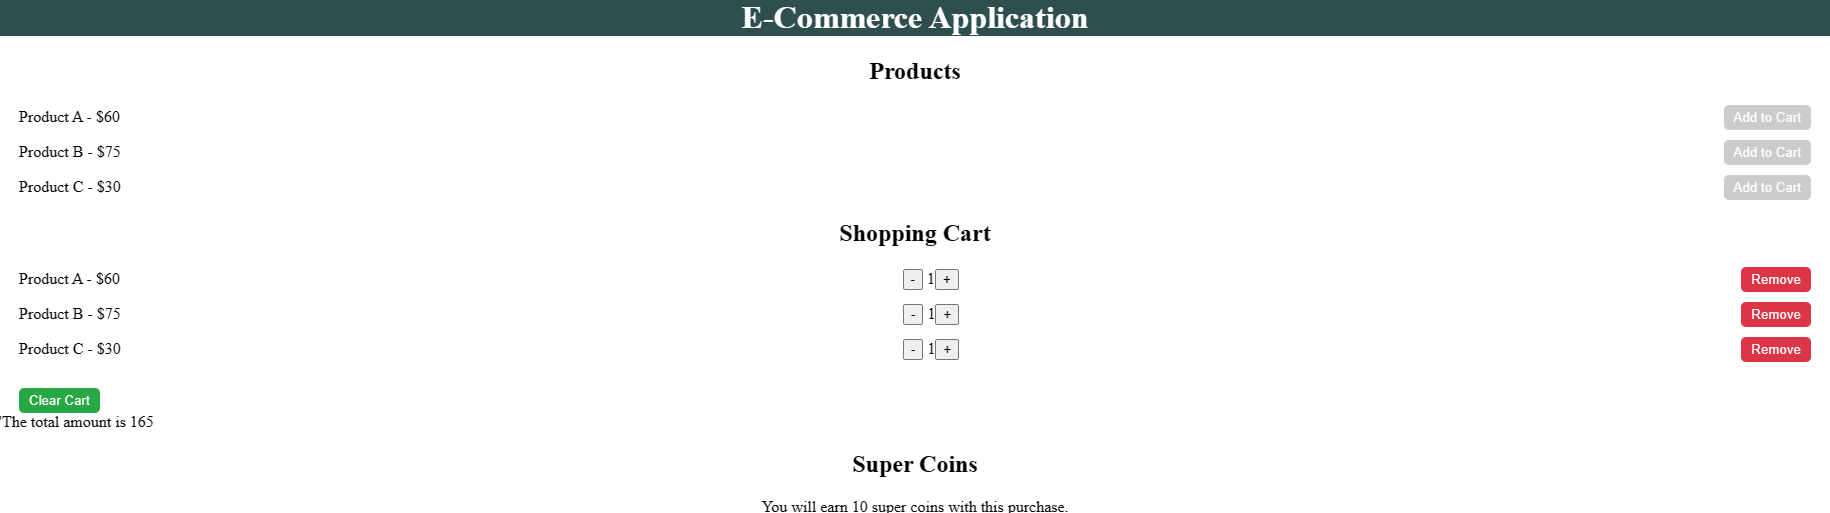 E-Commerce Application
Products
Product A - $60 Add to Cart
Product B - $75 Add to Cart
Product C - $30 Add to Cart
Shopping Cart
Product A - $60 - 1 + Remove
Product B - $75 - 1 + Remove
Product C - $30 - 1 + Remove
Clear Cart
'The total amount is 165
Super Coins
You will earn 10 super coins with this purchase.